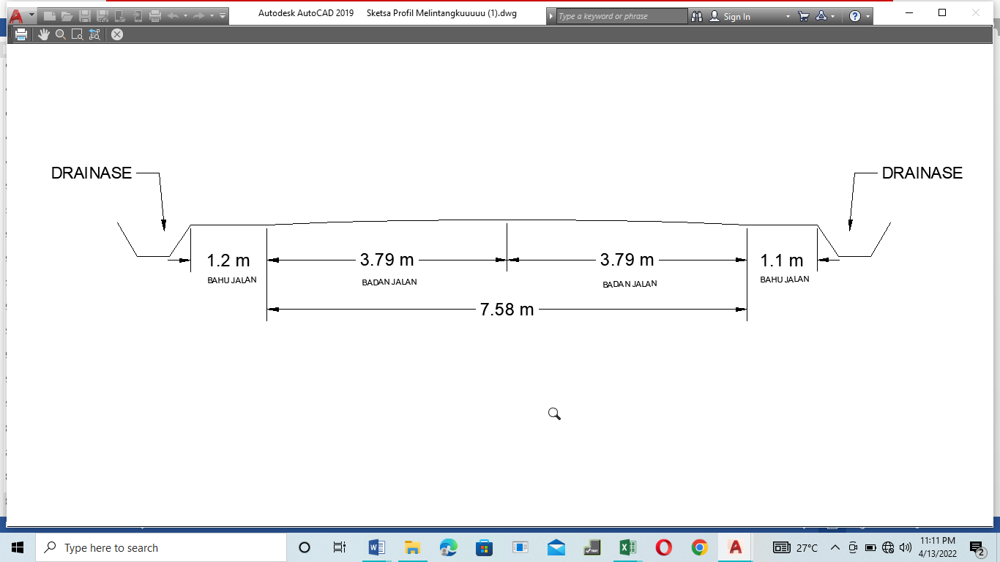 Autodesk AutoCAD 2019 Sketsa Profil Melintangkuuuuu (1).dwg
Type a keyword or phrase
Sign In
DRAINASE
DRAINASE
1.2 m
3.79 m
3.79 m
1.1 m
BAHU JALAN
BADAN JALAN
BADAN JALAN
BAHU JALAN
7.58 m
Type here to search
27°C
11:11 PM
4/13/2022
2